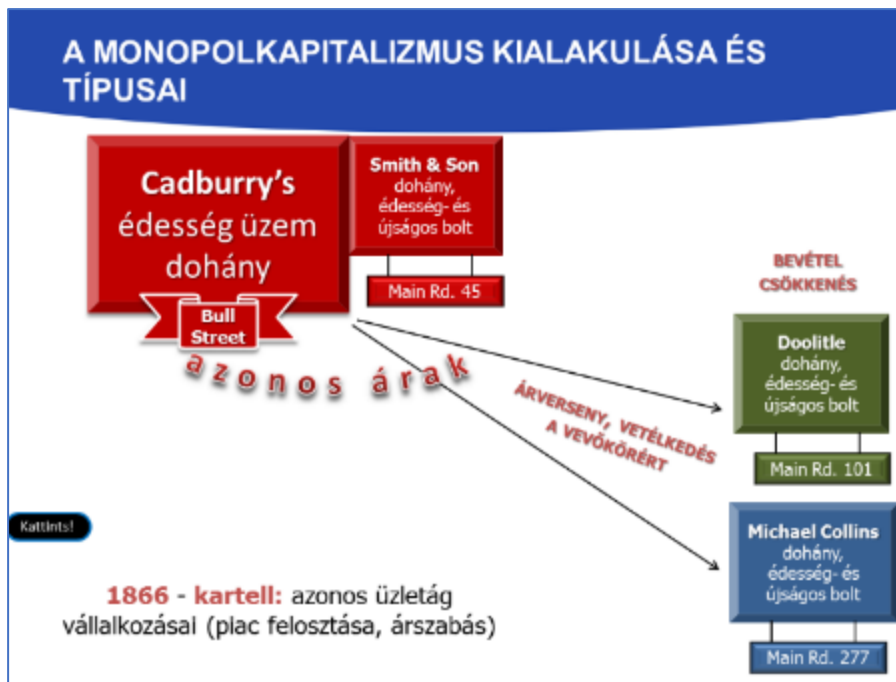 A MONOPOLKAPITALIZMUS KIALAKULÁSA ÉS
TÍPUSAI
Cadburry's
édesség üzem
dohány
Bull
Street
Smith & Son
dohány,
édesség- és
újságos bolt
Main Rd. 45
azonos árak
BEVÉTEL
CSÖKKENÉS
Doolitle
dohány,
édesség- és
újságos bolt
Main Rd. 101
ÁRVERSENY, VETÉLKEDÉS
A VEVŐKÖRÉRT
Michael Collins
dohány,
édesség- és
újságos bolt
Main Rd. 277
Kattints!
1866 - kartell: azonos üzletág
vállalkozásai (piac felosztása, árszabás)